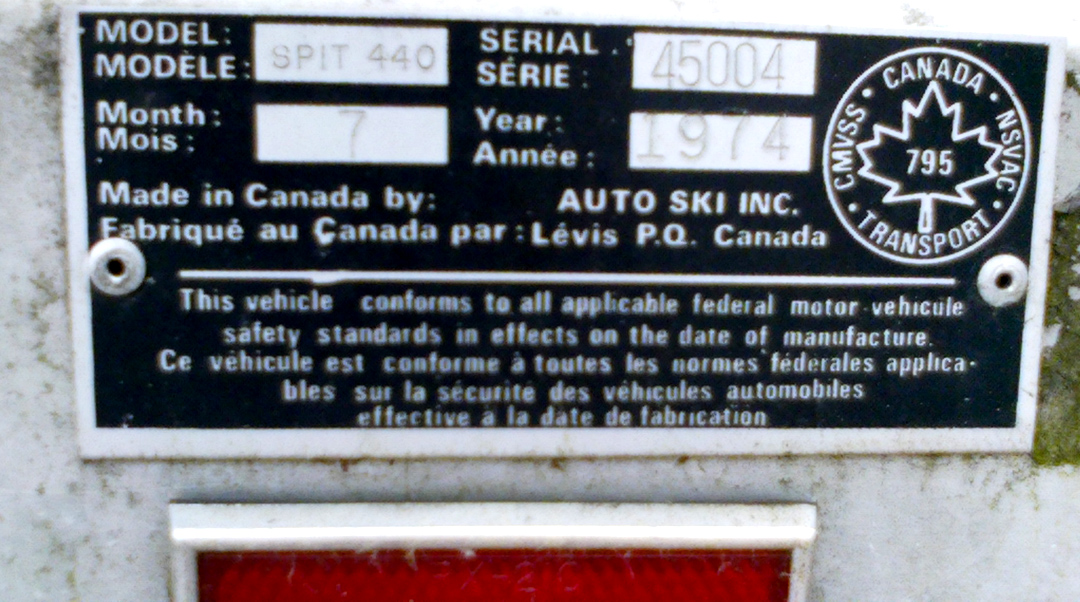 MODEL: SPIT 440 SERIAL : 45004
MODÈLE: SÉRIE :
Month: 7 Year: 1974
Mois: Année :
Made in Canada by: AUTO SKI INC.
Fabriqué au Canada par : Lévis P.Q. Canada
CANADA
CMVSS • NSVAC
795
TRANSPORT
This vehicle conforms to all applicable federal motor vehicule
safety standards in effects on the date of manufacture.
Ce véhicule est conforme à toutes les normes féderales applica-
bles sur la sécurité des véhicules automobiles
effective à la date de fabrication